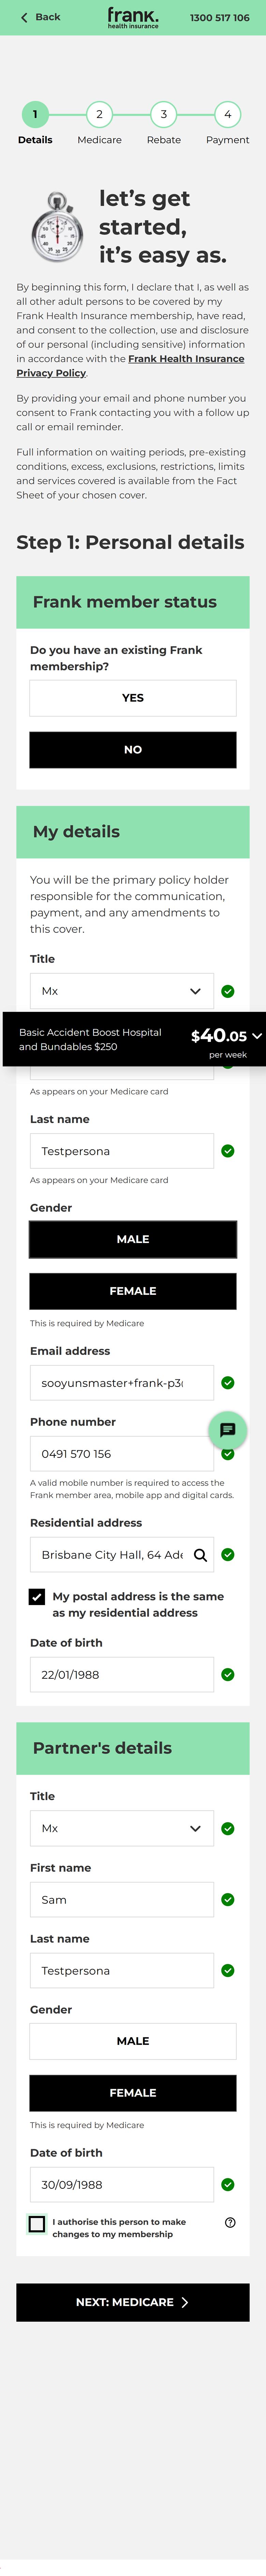 Back
frank.
health insurance
1300 517 106
1
2
3
4
Details
Medicare
Rebate
Payment
let's get
started,
it's easy as.
By beginning this form, I declare that I, as well as
all other adult persons to be covered by my
Frank Health Insurance membership, have read,
and consent to the collection, use and disclosure
of our personal (including sensitive) information
in accordance with the Frank Health Insurance
Privacy Policy.
By providing your email and phone number you
consent to Frank contacting you with a follow up
call or email reminder.
Full information on waiting periods, pre-existing
conditions, excess, exclusions, restrictions, limits
and services covered is available from the Fact
Sheet of your chosen cover.
Step 1: Personal details
Frank member status
Do you have an existing Frank
membership?
YES
NO
My details
You will be the primary policy holder
responsible for the communication,
payment, and any amendments to
this cover.
Title
Mx
Basic Accident Boost Hospital
and Bundables $250
$40.05
per week
As appears on your Medicare card
Last name
Testpersona
As appears on your Medicare card
Gender
MALE
FEMALE
This is required by Medicare
Email address
sooyunsmaster+frank-p3
Phone number
0491 570 156
A valid mobile number is required to access the
Frank member area, mobile app and digital cards.
Residential address
Brisbane City Hall, 64 Ade
My postal address is the same
as my residential address
Date of birth
22/01/1988
Partner's details
Title
Mx
First name
Sam
Last name
Testpersona
Gender
MALE
FEMALE
This is required by Medicare
Date of birth
30/09/1988
I authorise this person to make
changes to my membership
NEXT: MEDICARE